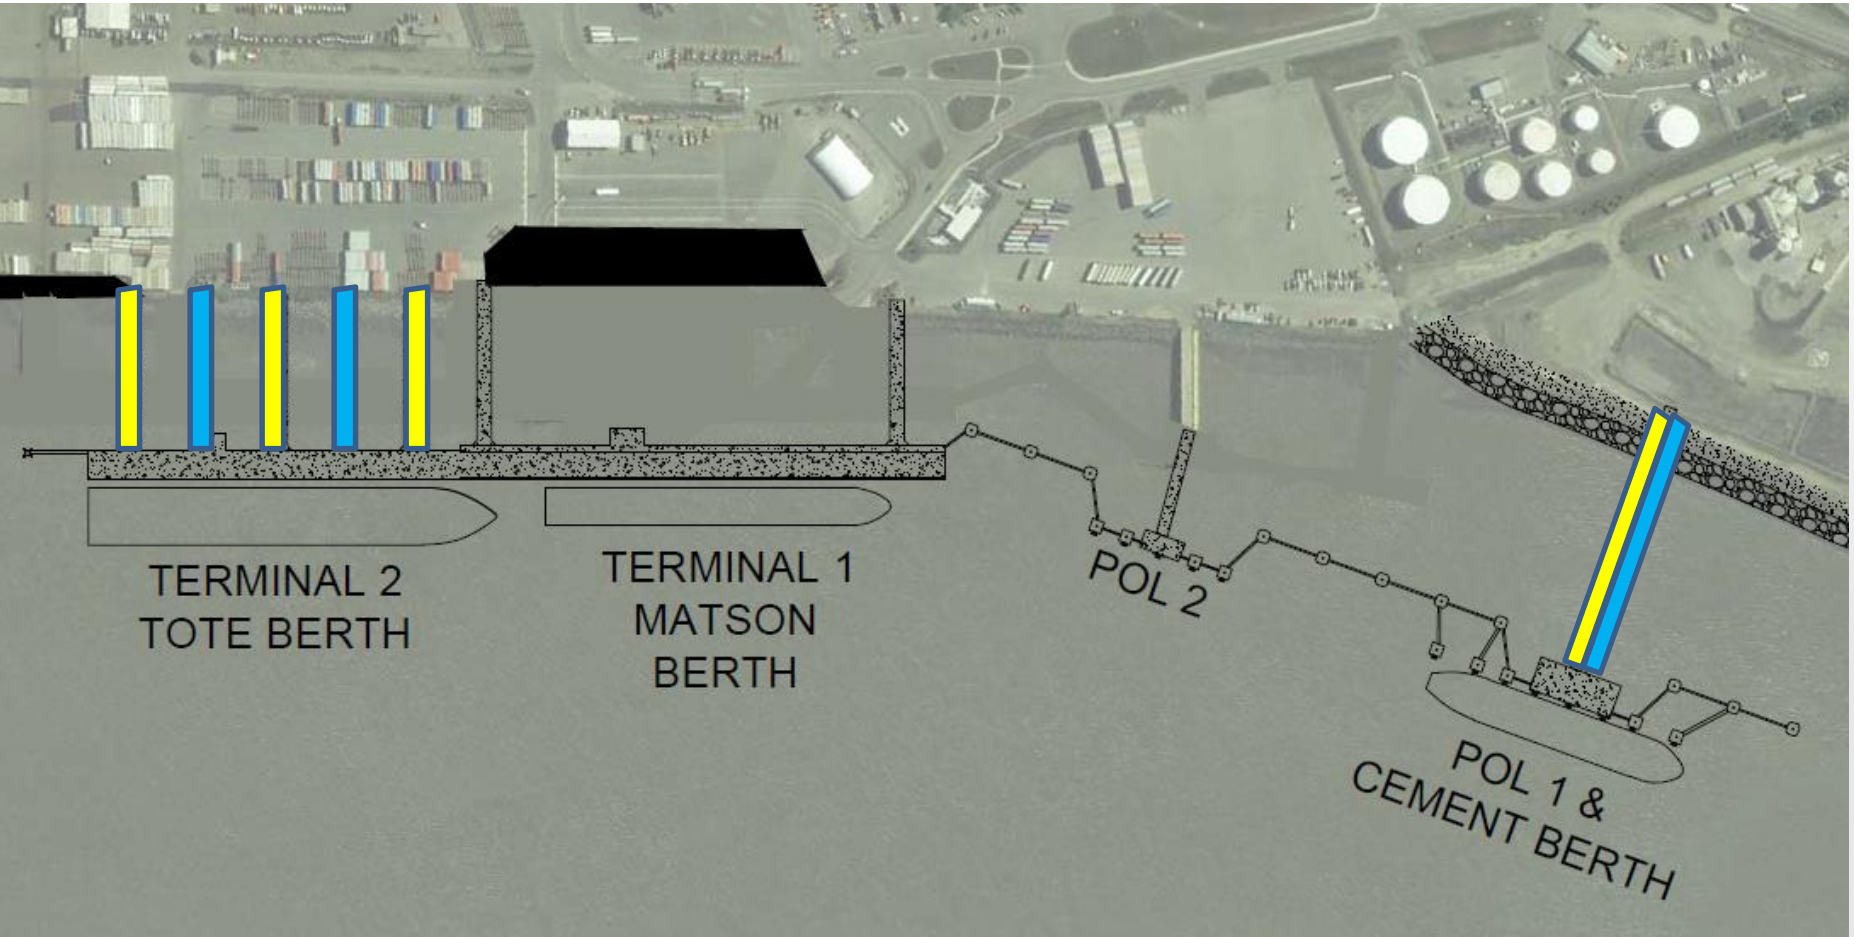 TERMINAL 2
TOTE BERTH
TERMINAL 1
MATSON
BERTH
POL 2
POL 1 &
CEMENT BERTH